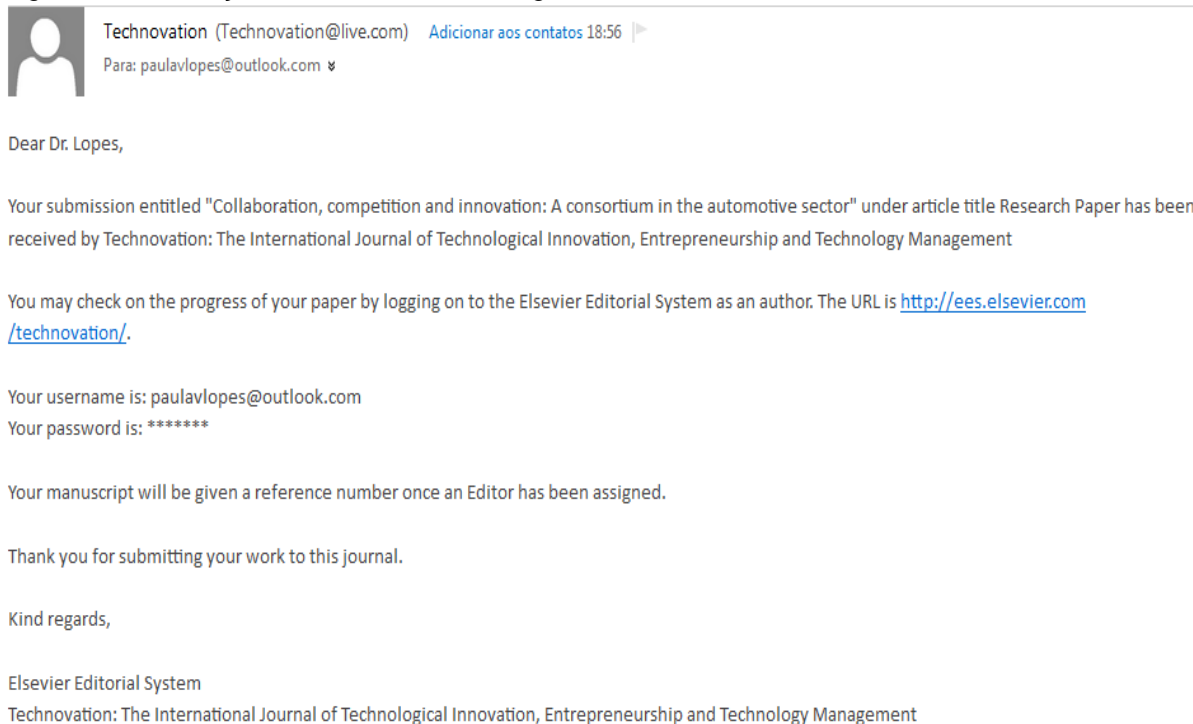 Technovation (Technovation@live.com) Adicionar aos contatos 18:56
Para: paulavlopes@outlook.com
Dear Dr. Lopes,
Your submission entitled "Collaboration, competition and innovation: A consortium in the automotive sector" under article title Research Paper has been
received by Technovation: The International Journal of Technological Innovation, Entrepreneurship and Technology Management
You may check on the progress of your paper by logging on to the Elsevier Editorial System as an author. The URL is http://ees.elsevier.com
/technovation/.
Your username is: paulavlopes@outlook.com
Your password is: *******
Your manuscript will be given a reference number once an Editor has been assigned.
Thank you for submitting your work to this journal.
Kind regards,
Elsevier Editorial System
Technovation: The International Journal of Technological Innovation, Entrepreneurship and Technology Management